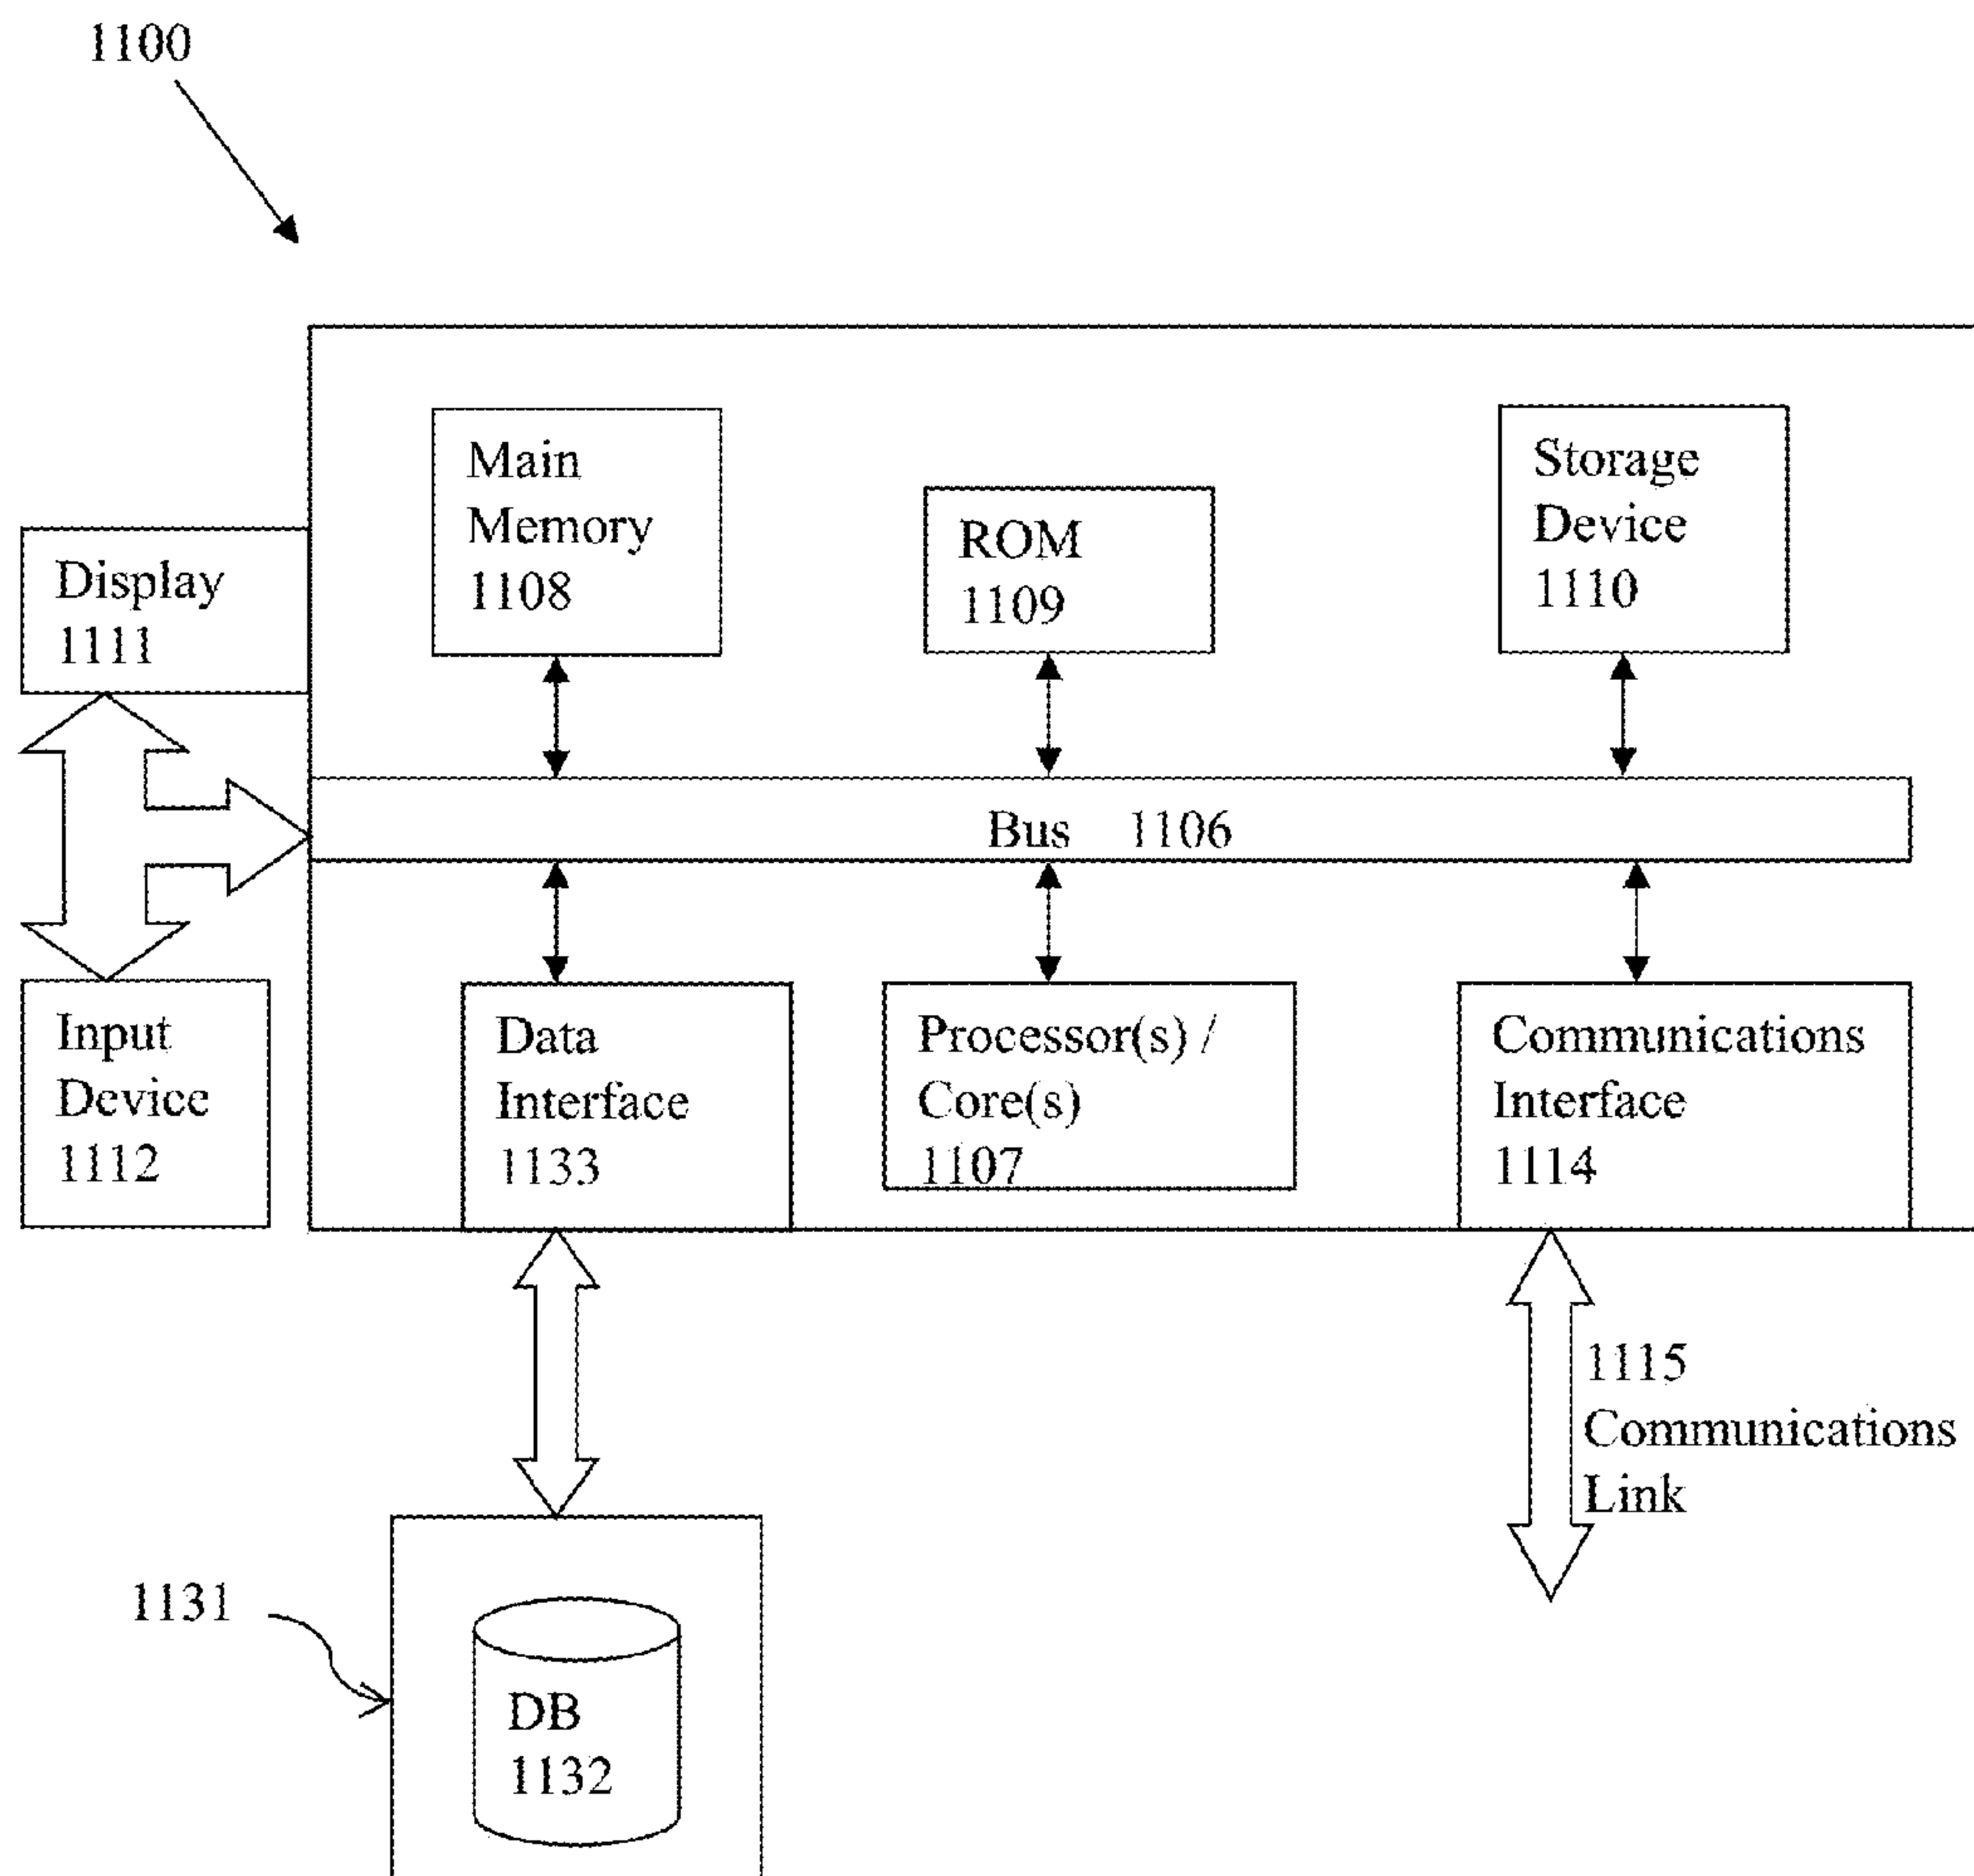 1100
Main
Memory
1108
ROM
1109
Storage
Device
1110
Display
1111
Bus 1106
Input
Device
1112
Data
Interface
1133
Processor(s) /
Core(s)
1107
Communications
Interface
1114
1115
Communications
Link
1131
DB
1132